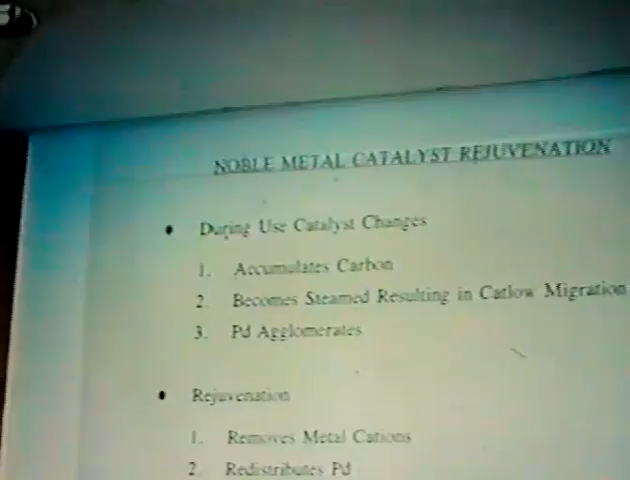 NOBLE METAL CATALYST REJUVENATION
• During Use Catalyst Changes
1. Accumulates Carbon
2. Becomes Steamed Resulting in Catlow Migration
3. Pd Agglomerates
• Rejuvenation
1. Removes Metal Cations
2. Redistributes Pd